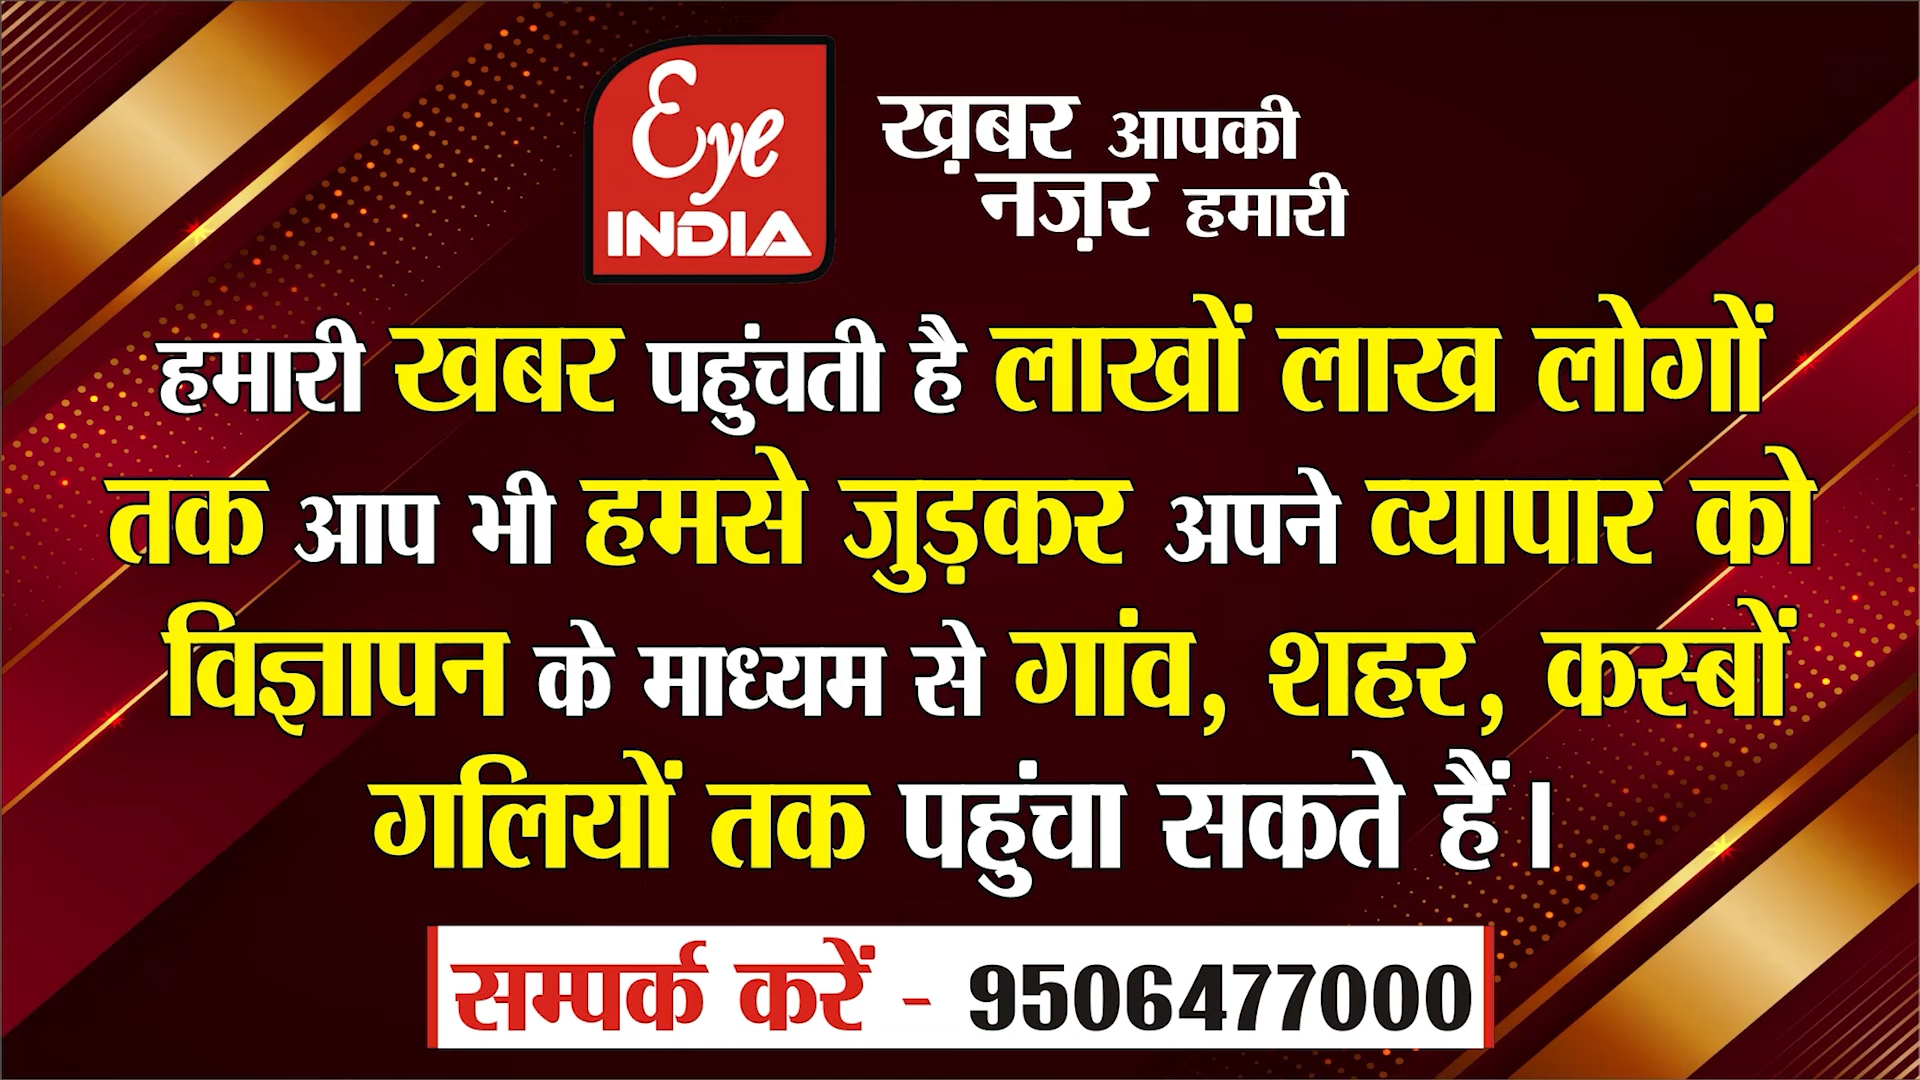 Eye
INDIA
ख़बर आपकी
नज़र हमारी
हमारी खबर पहुंचती है लाखों लाख लोगों
तक आप भी हमसे जुड़कर अपने व्यापार को
विज्ञापन के माध्यम से गांव, शहर, कस्बों
गलियों तक पहुंचा सकते हैं।
सम्पर्क करें - 9506477000